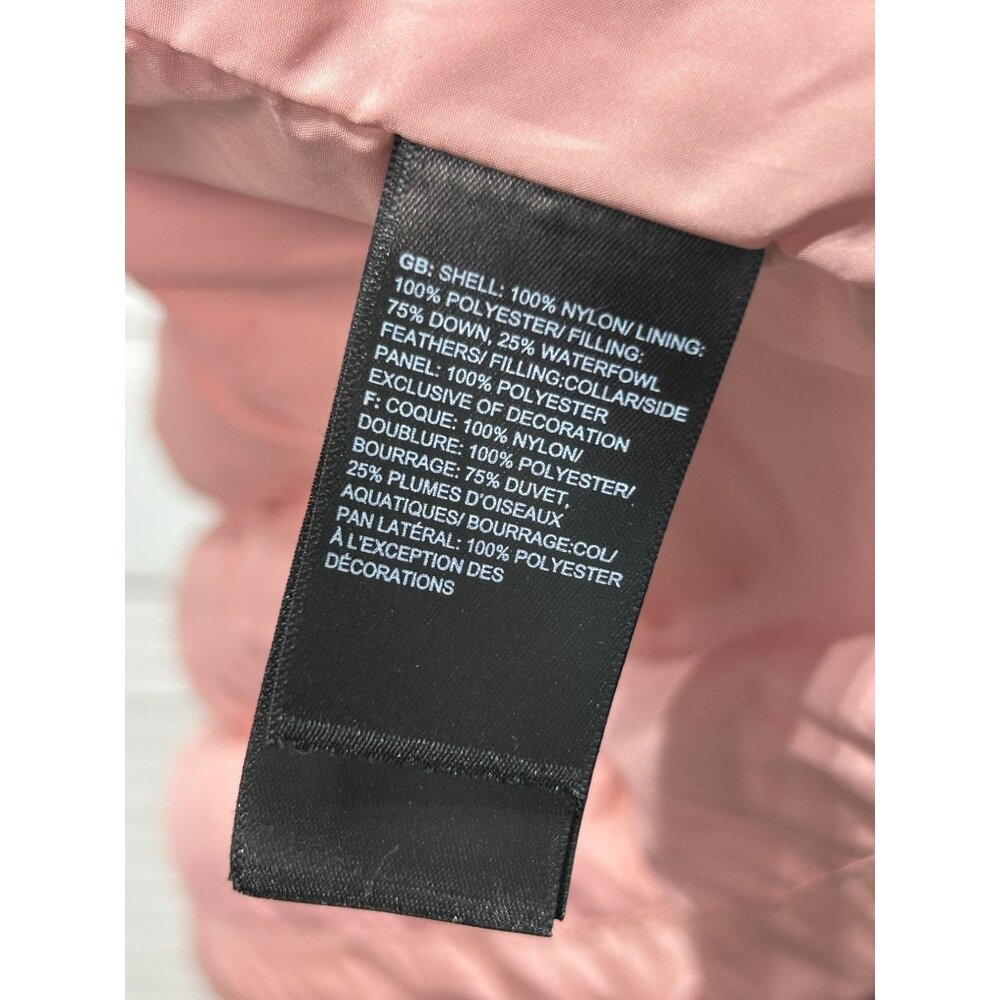 GB: SHELL: 100% NYLON/ LINING:
100% POLYESTER/ FILLING:
75% DOWN, 25% WATERFOWL
FEATHERS/ FILLING:COLLAR/SIDE
PANEL: 100% POLYESTER
EXCLUSIVE OF DECORATION
F: COQUE: 100% NYLON/
DOUBLURE: 100% POLYESTER/
BOURRAGE: 75% DUVET,
25% PLUMES D'OISEAUX
AQUATIQUES/ BOURRAGE:COL/
PAN LATÉRAL: 100% POLYESTER
À L'EXCEPTION DES
DÉCORATIONS